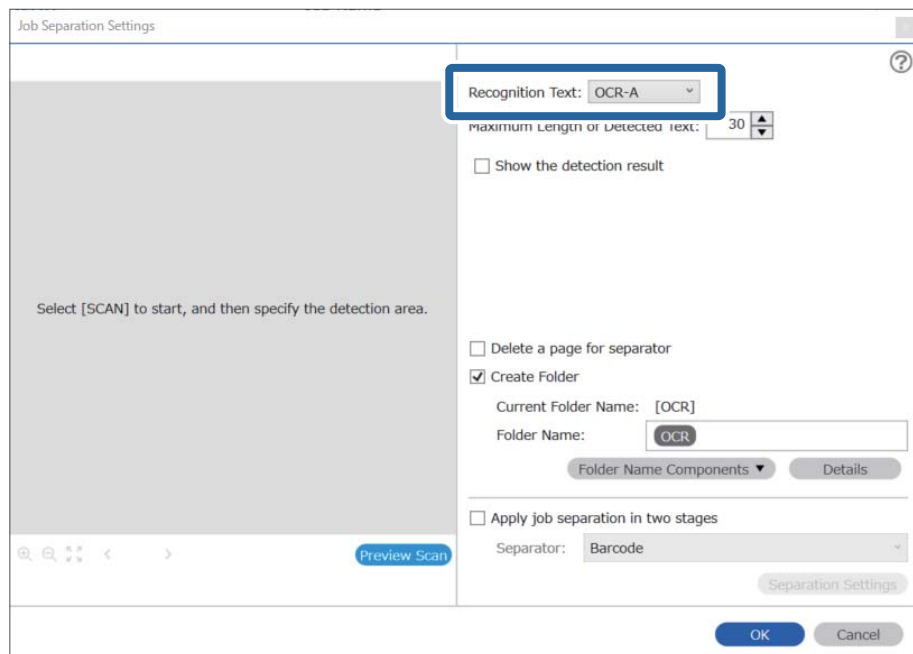 Job Separation Settings
?
Recognition Text: OCR-A
Maximum Length of Detected Text: 30
Show the detection result
Select [SCAN] to start, and then specify the detection area.
Delete a page for separator
Create Folder
Current Folder Name: [OCR]
Folder Name: OCR
Folder Name Components ▼ Details
Apply job separation in two stages
Separator: Barcode
Preview Scan
Separation Settings
OK Cancel